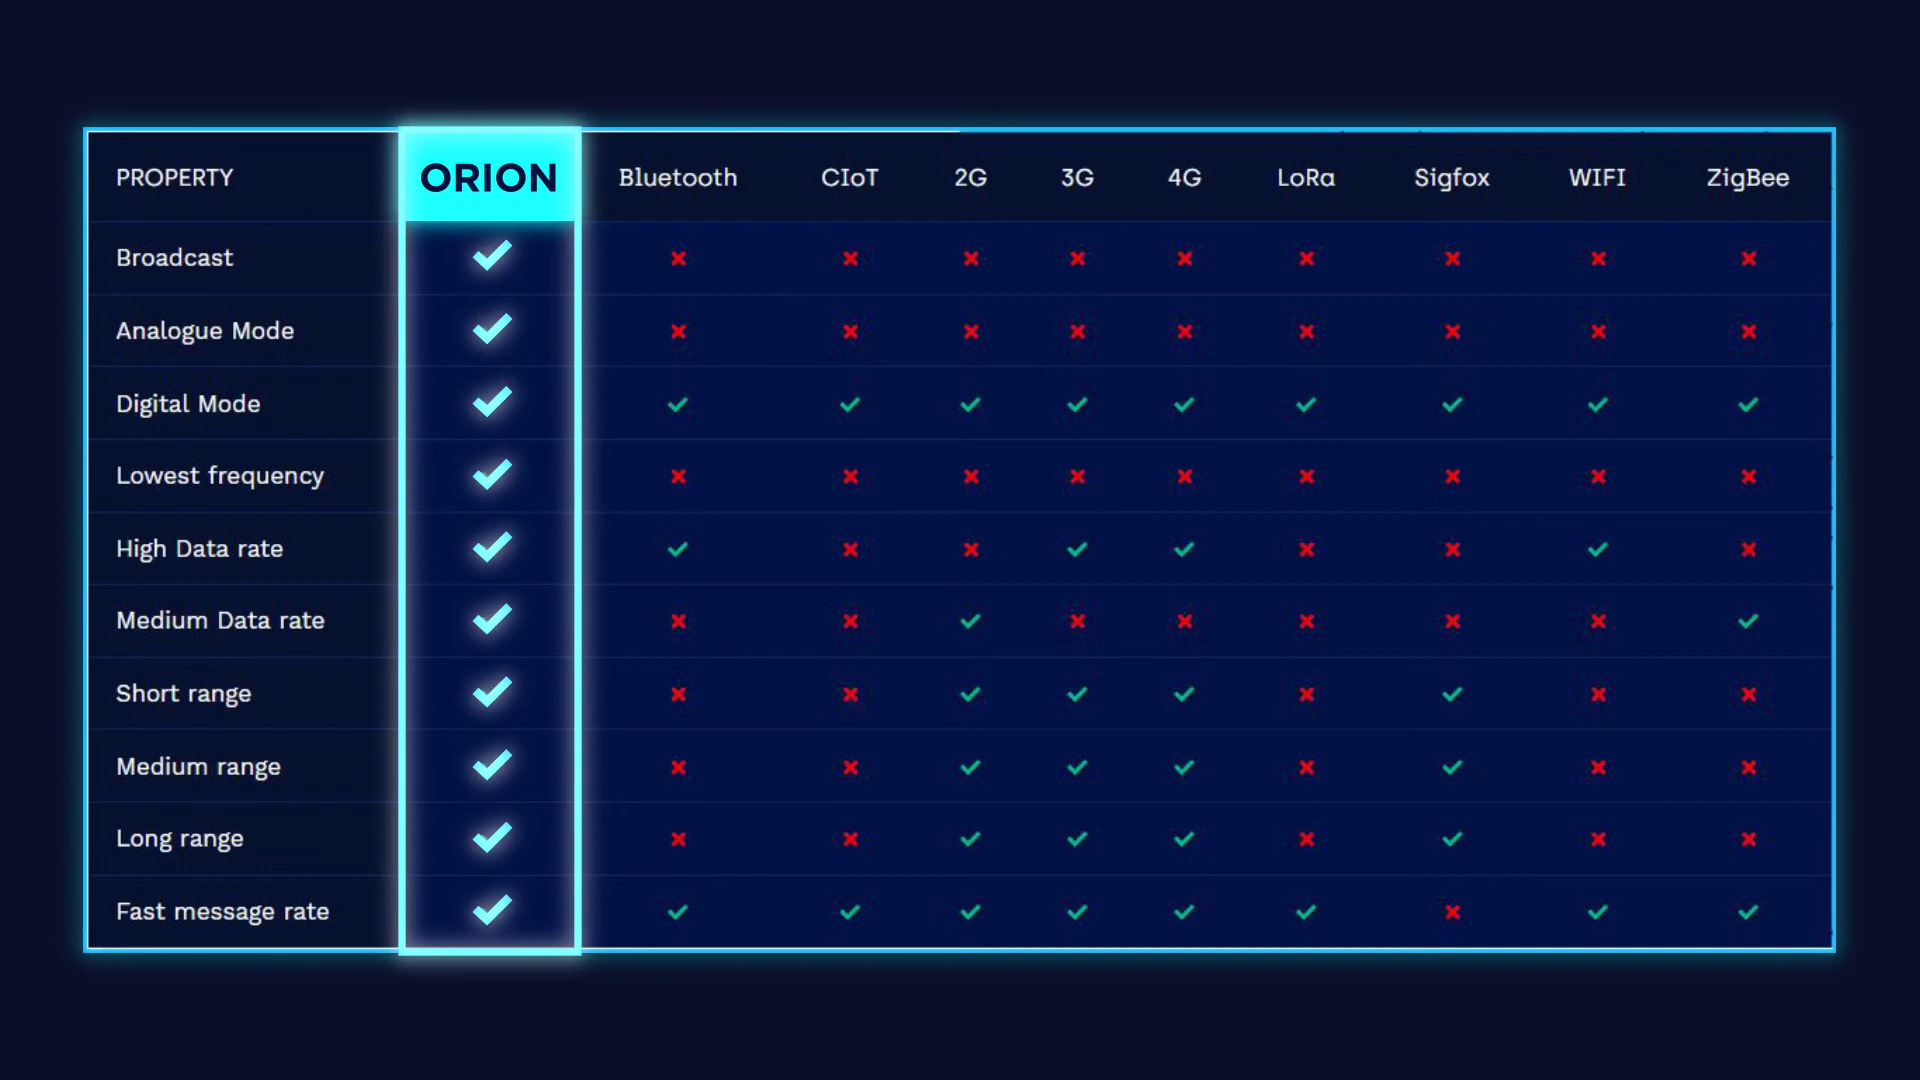 PROPERTY ORION Bluetooth CIoT 2G 3G 4G LoRa Sigfox WIFI ZigBee
Broadcast
Analogue Mode
Digital Mode
Lowest frequency
High Data rate
Medium Data rate
Short range
Medium range
Long range
Fast message rate